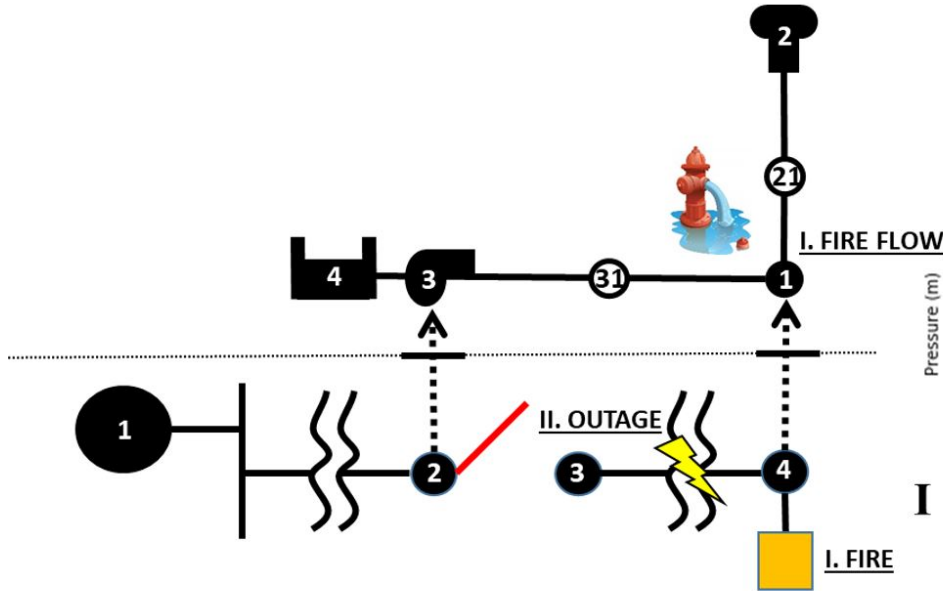 2
21
I. FIRE FLOW
4
3
31
1
Pressure (m)
1
II. OUTAGE
2
3
4
I
I. FIRE